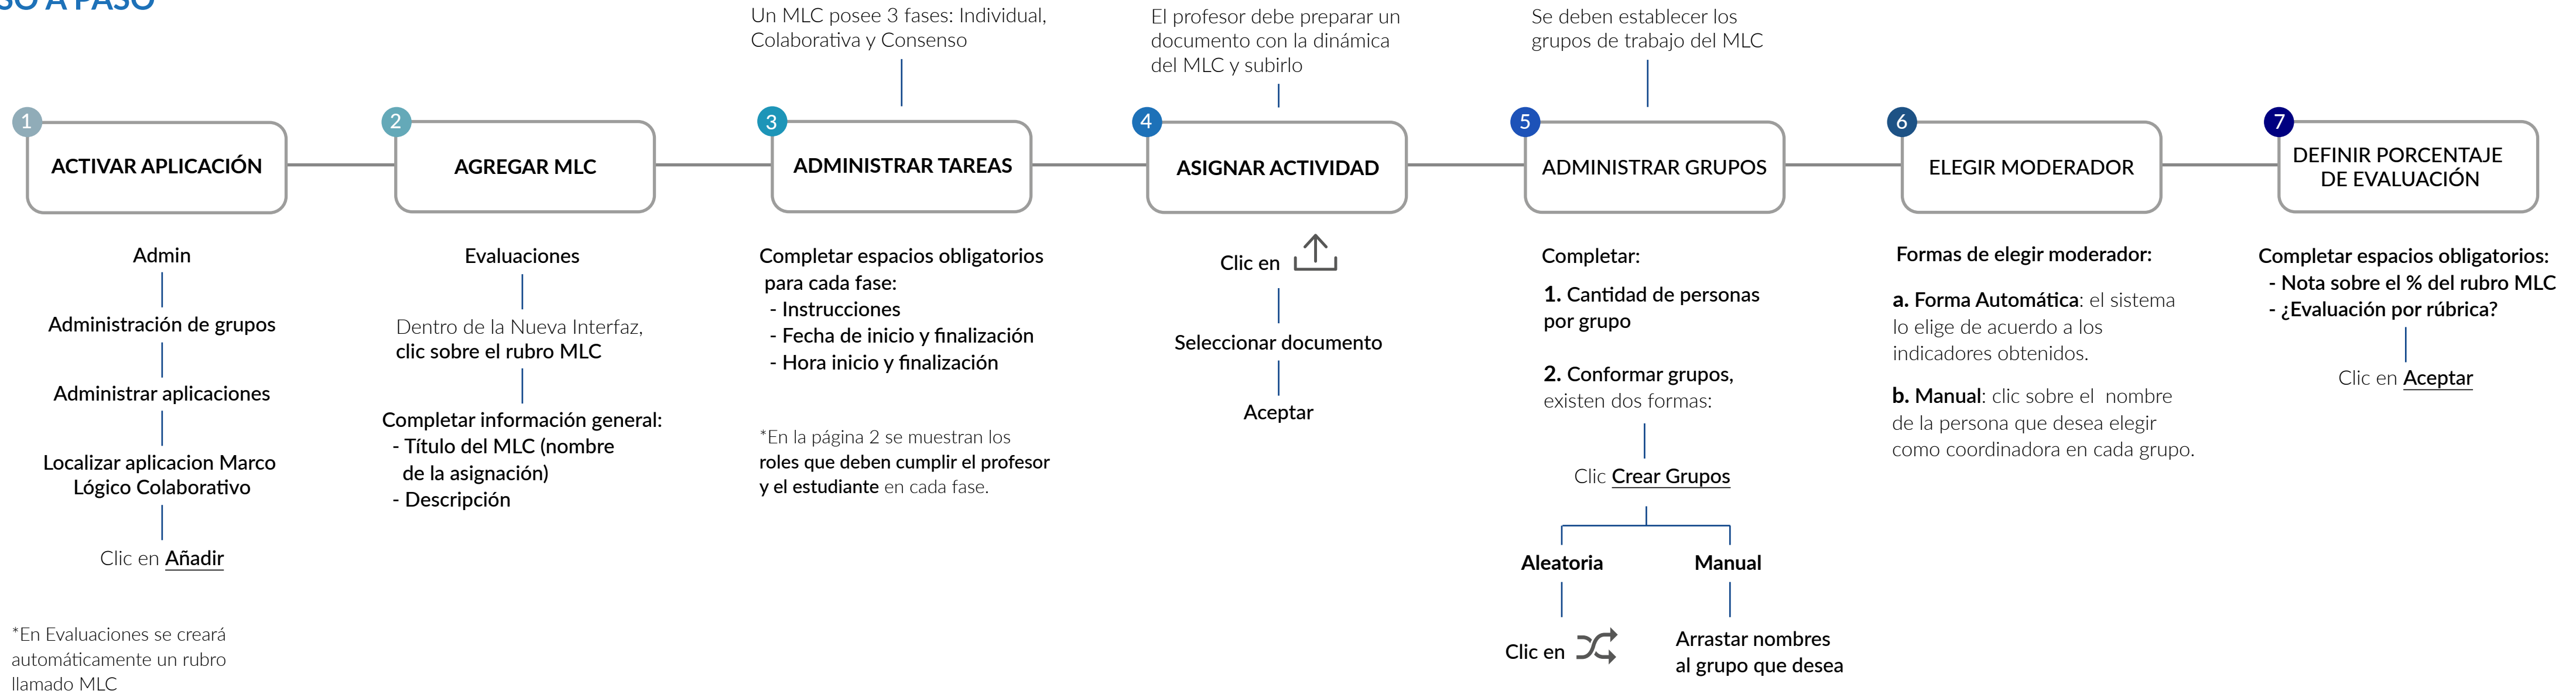 SO A PASO
1
ACTIVAR APLICACIÓN
Admin
Administración de grupos
Administrar aplicaciones
Localizar aplicacion Marco
Lógico Colaborativo
Clic en Añadir
*En Evaluaciones se creará
automáticamente un rubro
llamado MLC
2
AGREGAR MLC
Evaluaciones
Dentro de la Nueva Interfaz,
clic sobre el rubro MLC
Completar información general:
- Título del MLC (nombre
de la asignación)
- Descripción
Un MLC posee 3 fases: Individual,
Colaborativa y Consenso
3
ADMINISTRAR TAREAS
Completar espacios obligatorios
para cada fase:
- Instrucciones
- Fecha de inicio y finalización
- Hora inicio y finalización
*En la página 2 se muestran los
roles que deben cumplir el profesor
y el estudiante en cada fase.
El profesor debe preparar un
documento con la dinámica
del MLC y subirlo
4
ASIGNAR ACTIVIDAD
Clic en
Seleccionar documento
Aceptar
Se deben establecer los
grupos de trabajo del MLC
5
ADMINISTRAR GRUPOS
Completar:
1. Cantidad de personas
por grupo
2. Conformar grupos,
existen dos formas:
Clic Crear Grupos
Aleatoria
Clic en
Manual
Arrastar nombres
al grupo que desea
6
ELEGIR MODERADOR
Formas de elegir moderador:
a. Forma Automática: el sistema
lo elige de acuerdo a los
indicadores obtenidos.
b. Manual: clic sobre el nombre
de la persona que desea elegir
como coordinadora en cada grupo.
7
DEFINIR PORCENTAJE
DE EVALUACIÓN
Completar espacios obligatorios:
- Nota sobre el % del rubro MLC
- ¿Evaluación por rúbrica?
Clic en Aceptar